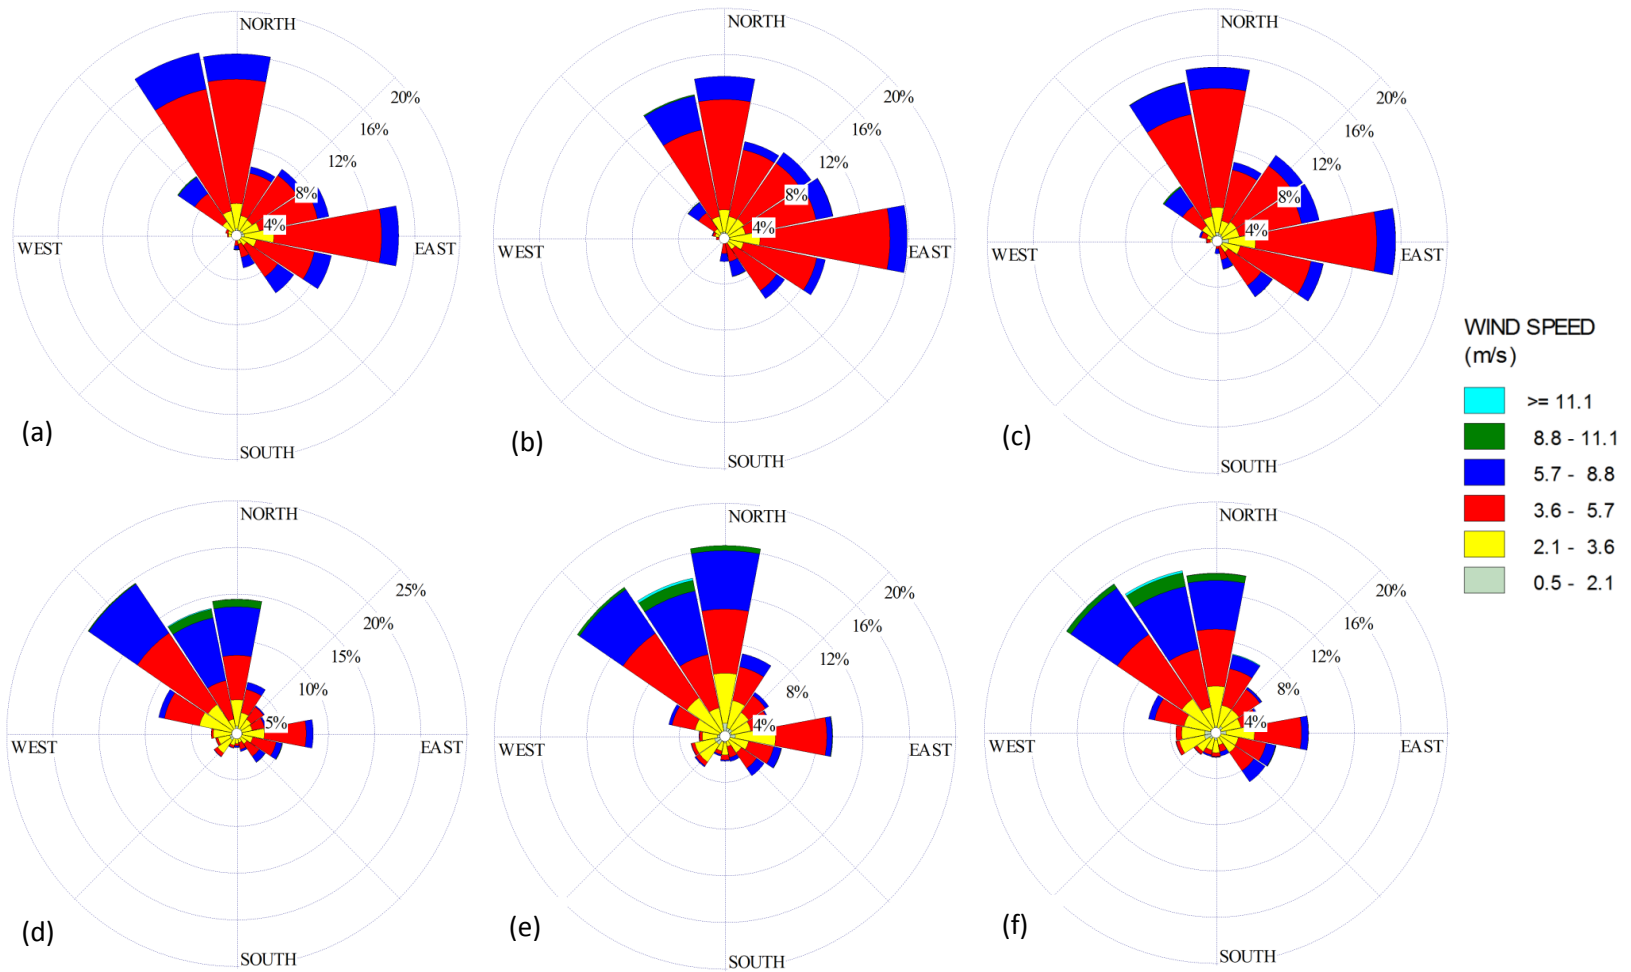 NORTH
20%
16%
12%
8%
4%
WEST
EAST
SOUTH
(a)
NORTH
20%
16%
12%
8%
4%
WEST
EAST
SOUTH
(b)
NORTH
20%
16%
12%
8%
4%
WEST
EAST
SOUTH
(c)
WIND SPEED
(m/s)
>= 11.1
8.8 - 11.1
5.7 - 8.8
3.6 - 5.7
2.1 - 3.6
0.5 - 2.1
NORTH
25%
20%
15%
10%
5%
WEST
EAST
SOUTH
(d)
NORTH
20%
16%
12%
8%
4%
WEST
EAST
SOUTH
(e)
NORTH
20%
16%
12%
8%
4%
WEST
EAST
SOUTH
(f)